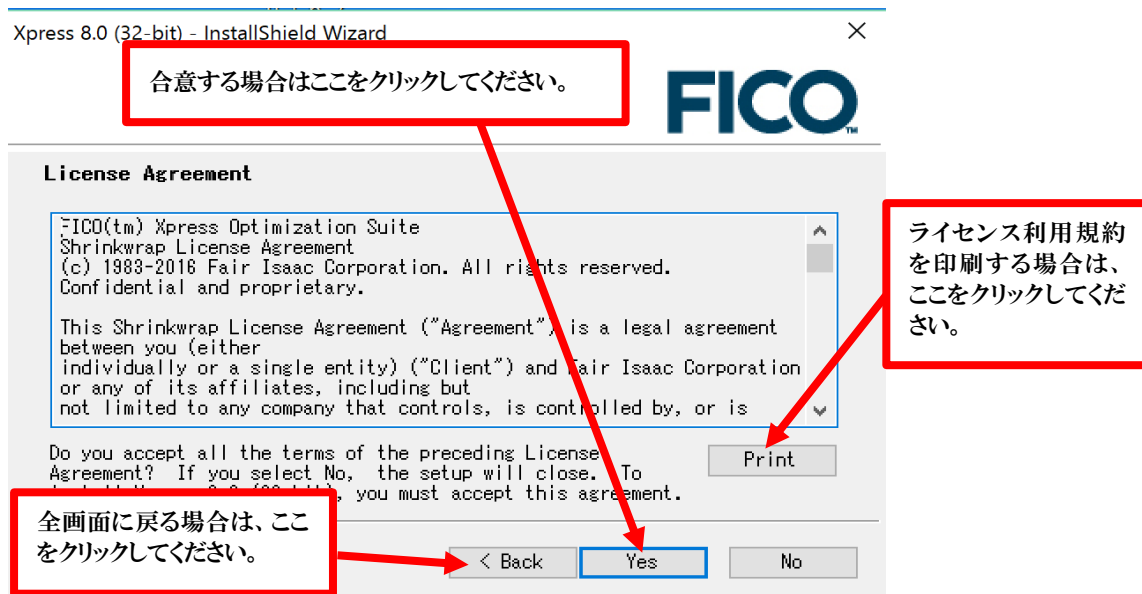 Xpress 8.0 (32-bit) - InstallShield Wizard
合意する場合はここをクリックしてください。
FICO
TM
License Agreement
FICO(tm) Xpress Optimization Suite
Shrinkwrap License Agreement
(c) 1983-2016 Fair Isaac Corporation. All rights reserved.
Confidential and proprietary.
This Shrinkwrap License Agreement ("Agreement") is a legal agreement
between you (either
individually or a single entity) ("Client") and Fair Isaac Corporation
or any of its affiliates, including but
not limited to any company that controls, is controlled by, or is
ライセンス利用規約
を印刷する場合は、
ここをクリックしてくだ
さい。
Do you accept all the terms of the preceding License
Agreement? If you select No, the setup will close. To
you must accept this agreement.
Print
全画面に戻る場合は、ここ
をクリックしてください。
< Back
Yes
No